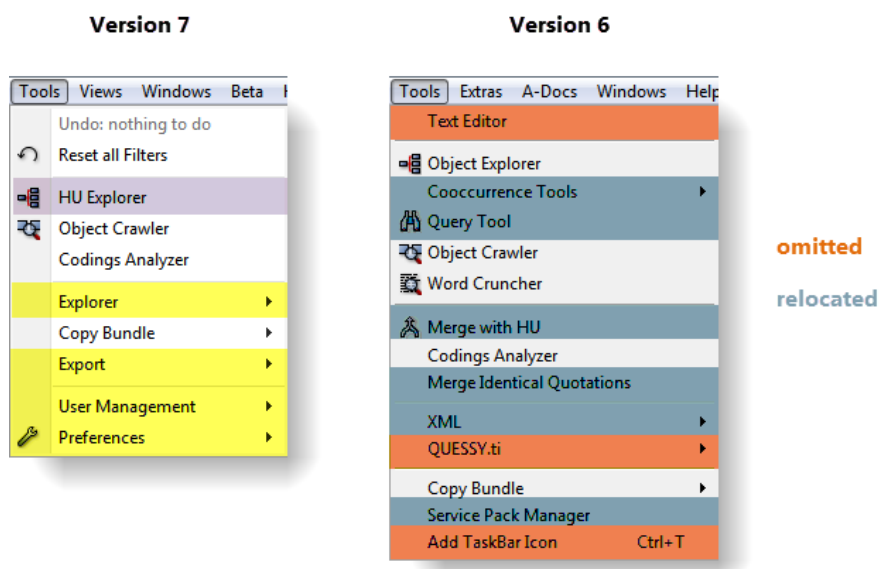 Version 7
Tools Views Windows Beta
Undo: nothing to do
Reset all Filters
HU Explorer
Object Crawler
Codings Analyzer
Explorer
Copy Bundle
Export
User Management
Preferences
Version 6
Tools Extras A-Docs Windows Help
Text Editor
Object Explorer
Cooccurrence Tools
Query Tool
Object Crawler
Word Cruncher
Merge with HU
Codings Analyzer
Merge Identical Quotations
XML
QUESSY.ti
Copy Bundle
Service Pack Manager
Add TaskBar Icon Ctrl+T
omitted
relocated